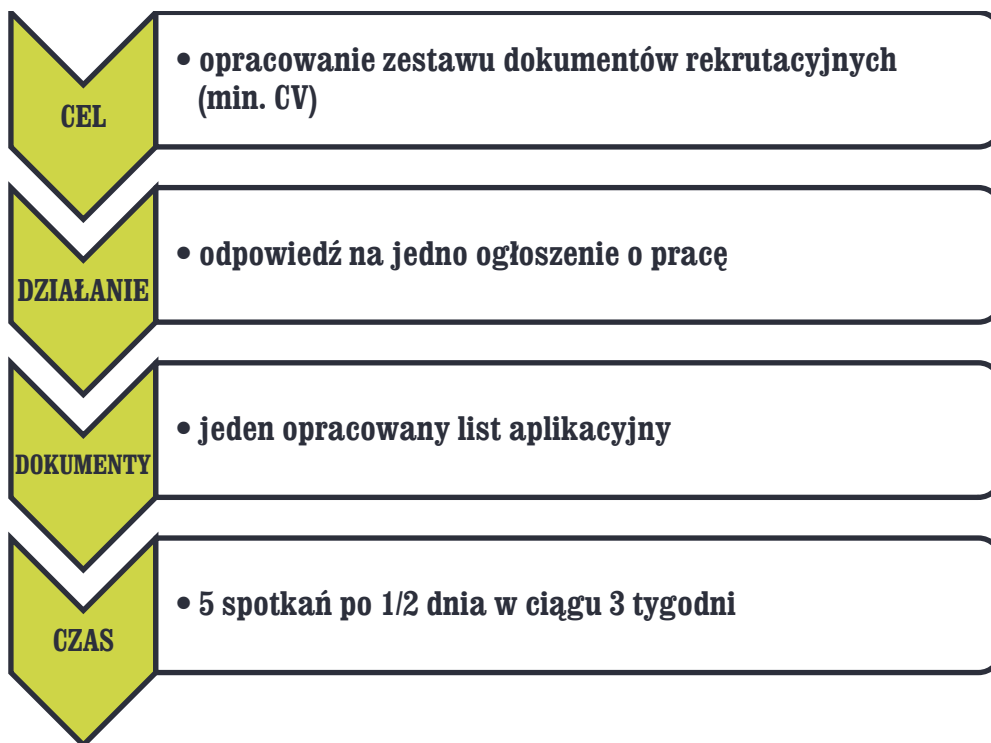 CEL
• opracowanie zestawu dokumentów rekrutacyjnych
(min. CV)
DZIAŁANIE
• odpowiedź na jedno ogłoszenie o pracę
DOKUMENTY
• jeden opracowany list aplikacyjny
CZAS
• 5 spotkań po 1/2 dnia w ciągu 3 tygodni